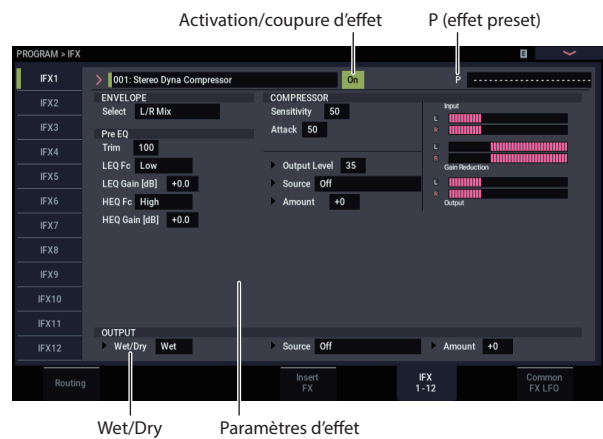 Activation/coupure d'effet
P (effet preset)
PROGRAM > IFX
E
IFX1
001: Stereo Dyna Compressor
On
P
----------------------
IFX2
IFX3
IFX4
IFX5
IFX6
IFX7
IFX8
IFX9
IFX10
IFX11
IFX12
ENVELOPE
Select L/R Mix
Pre EQ
Trim 100
LEQ Fc Low
LEQ Gain [dB] +0.0
HEQ Fc High
HEQ Gain [dB] +0.0
COMPRESSOR
Sensitivity 50
Attack 50
Output Level 35
Source Off
Amount +0
Input
L
R
L
R
Gain Reduction
L
R
Output
OUTPUT
Wet/Dry Wet
Source Off
Amount +0
Routing
Insert
FX
IFX
1 -12
Common
FX LFO
Wet/Dry
Paramètres d'effet